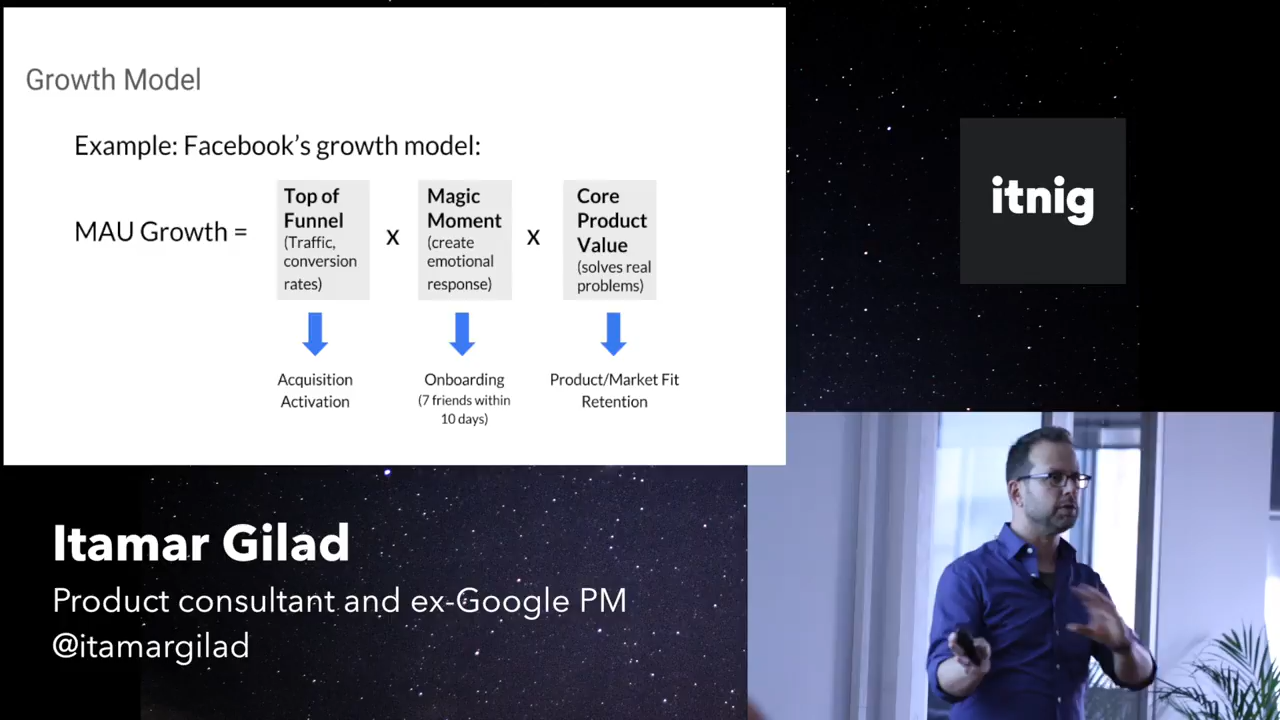 Growth Model
Example: Facebook's growth model:
MAU Growth =
Top of
Funnel
(Traffic,
conversion
rates)
x
Magic
Moment
(create
emotional
response)
x
Core
Product
Value
(solves real
problems)
Acquisition
Activation
Onboarding
(7 friends within
10 days)
Product/Market Fit
Retention
itnig
Itamar Gilad
Product consultant and ex-Google PM
@itamargilad